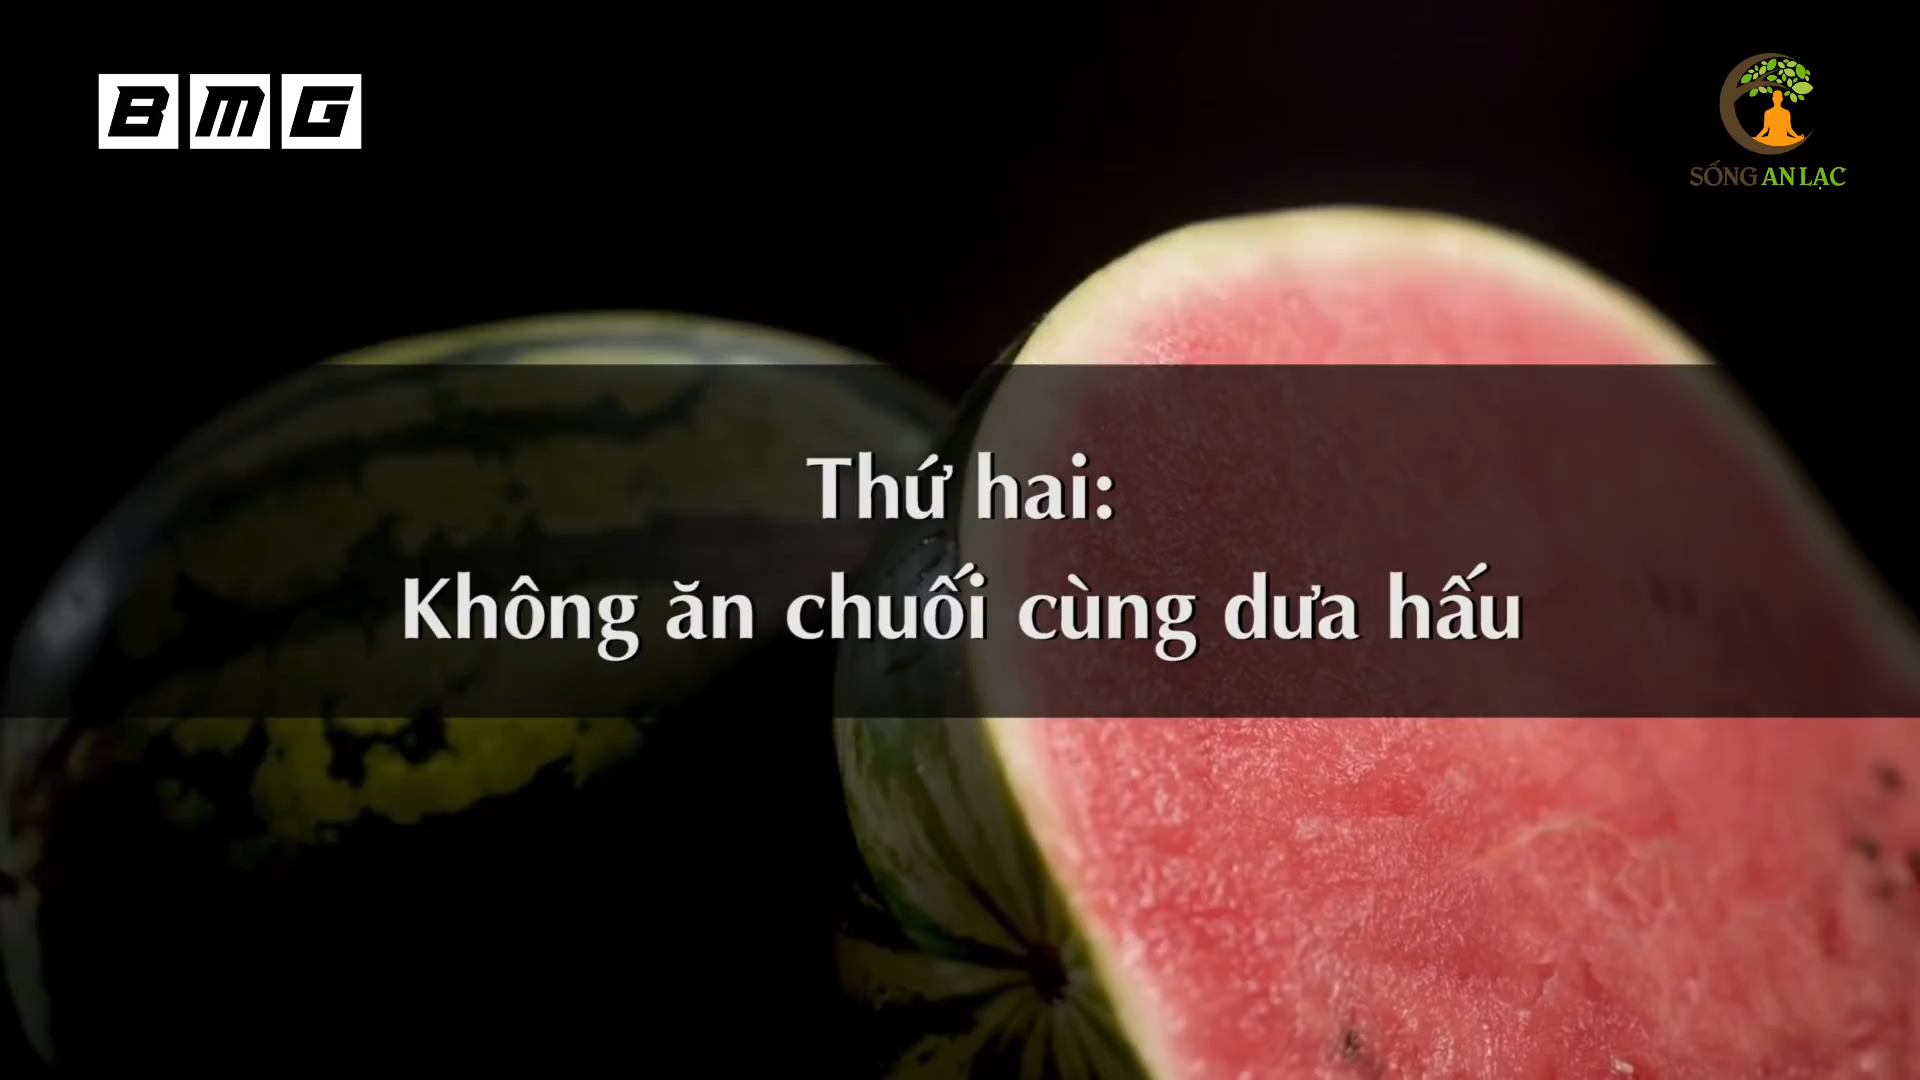 BMG
SỐNG AN LẠC
Thứ hai:
Không ăn chuối cùng dưa hấu